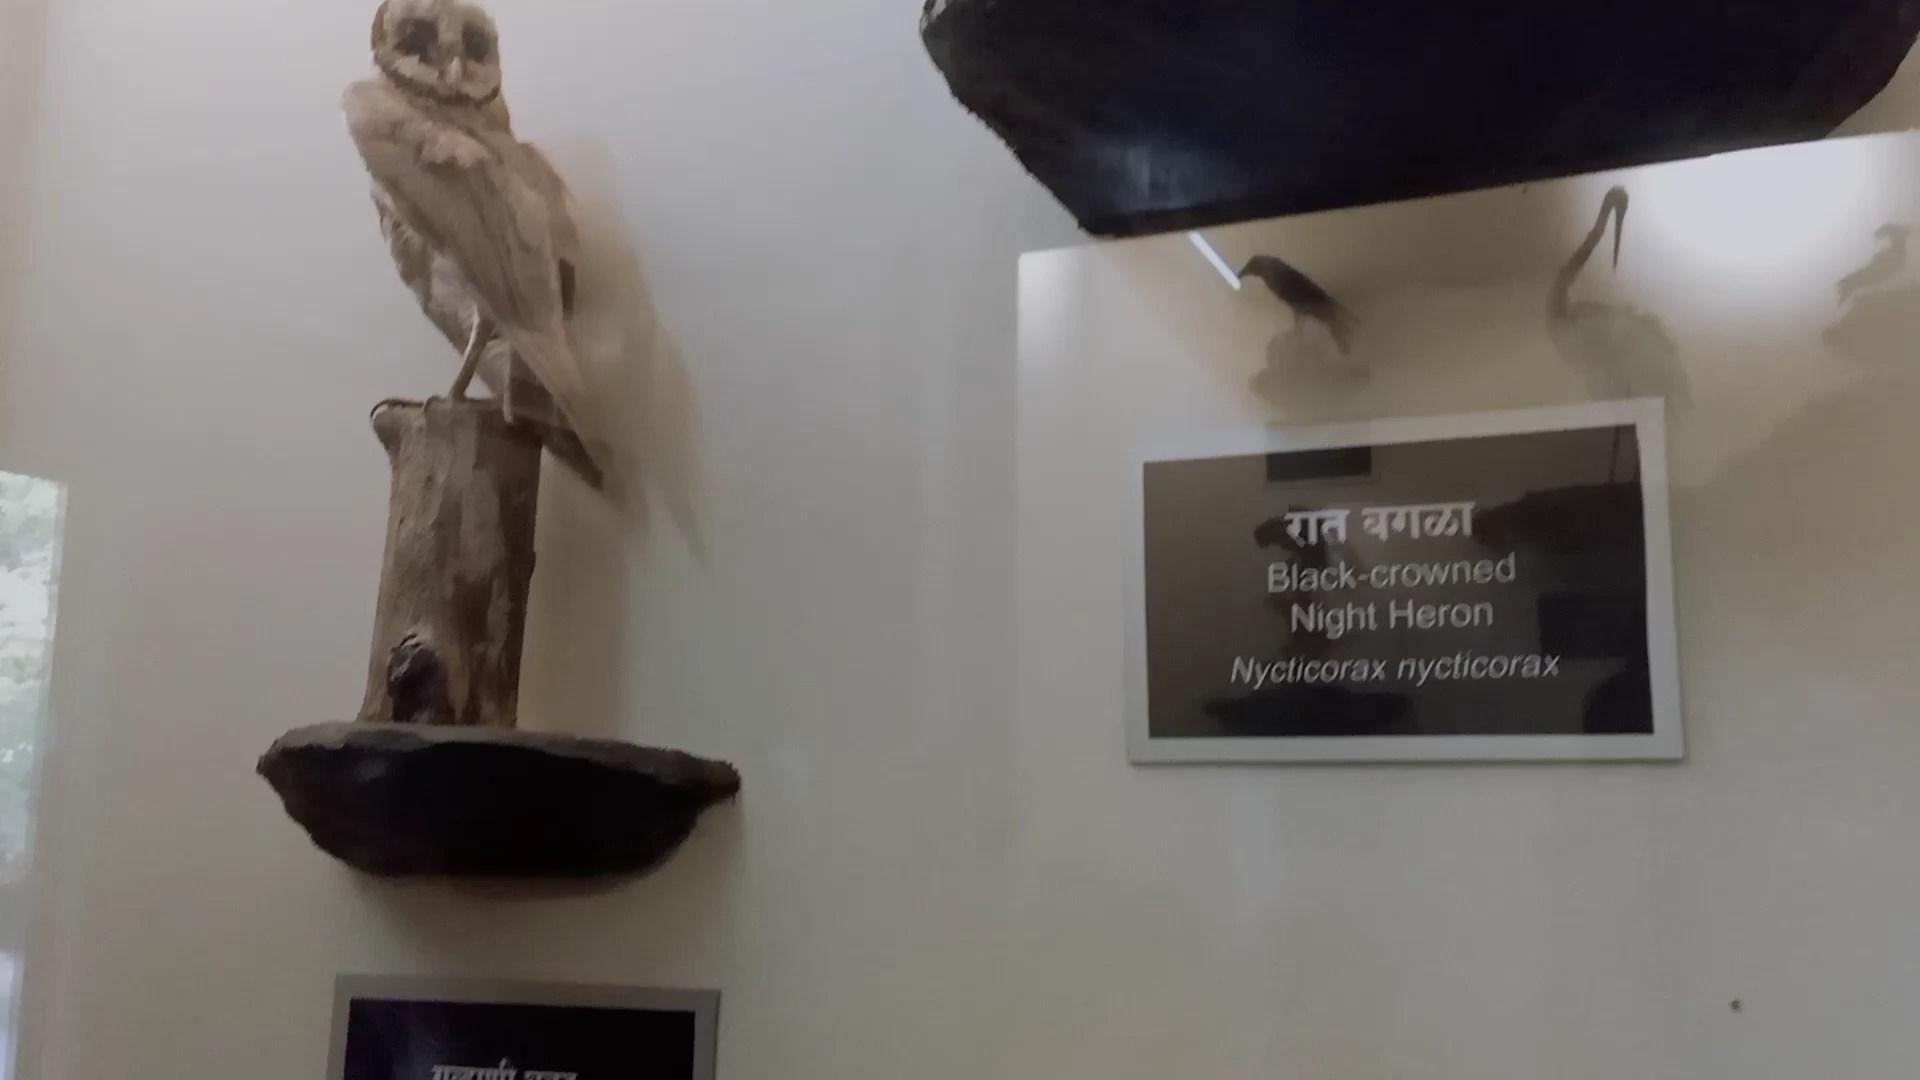 रात बगळा
Black-crowned
Night Heron
Nycticorax nycticorax